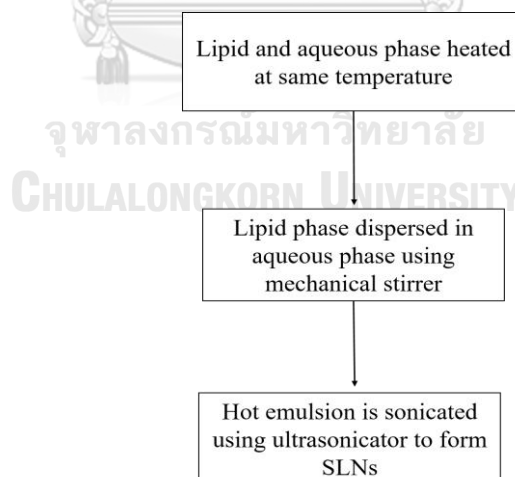 Lipid and aqueous phase heated
at same temperature
จุฬาลงกรณ์มหาวิทยาลัย
CHULALONGKORN UNIVERSITY
Lipid phase dispersed in
aqueous phase using
mechanical stirrer
Hot emulsion is sonicated
using ultrasonicator to form
SLNs